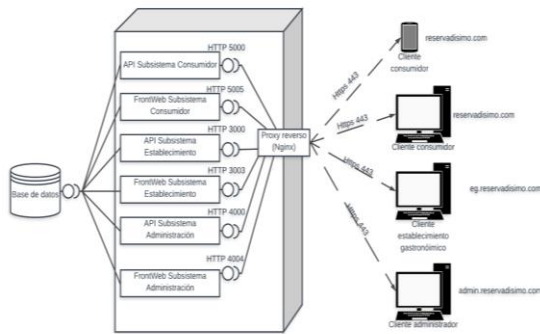 HTTP 5000
API Subsistema Consumidor
HTTP 5005
FrontWeb Subsistema
Consumidor
HTTP 3000
API Subsistema
Establecimiento
HTTP 3003
FrontWeb Subsistema
Establecimiento
HTTP 4000
API Subsistema
Administración
HTTP 4004
FrontWeb Subsistema
Administración
Base de datos
Proxy reverso
(Nginx)
Https 443
Https 443
Https 443
Https 443
reservadisimo.com
Cliente
consumidor
reservadisimo.com
Cliente consumidor
eg.reservadisimo.com
Cliente
establecimiento
gastronómico
admin.reservadisimo.com
Cliente administrador